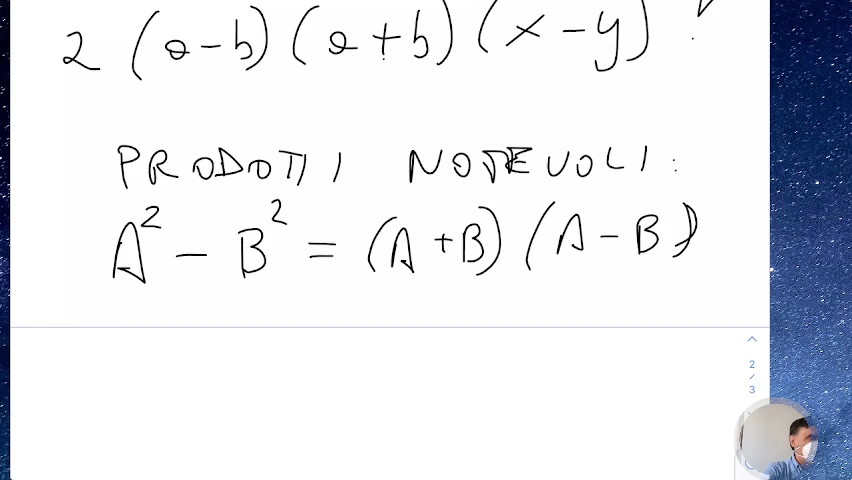 2 (a-b) (a+b) (x-y)
PRODOTTI NOTEVOLI:
A² - B² = (A+B) (A-B)
2
/
3